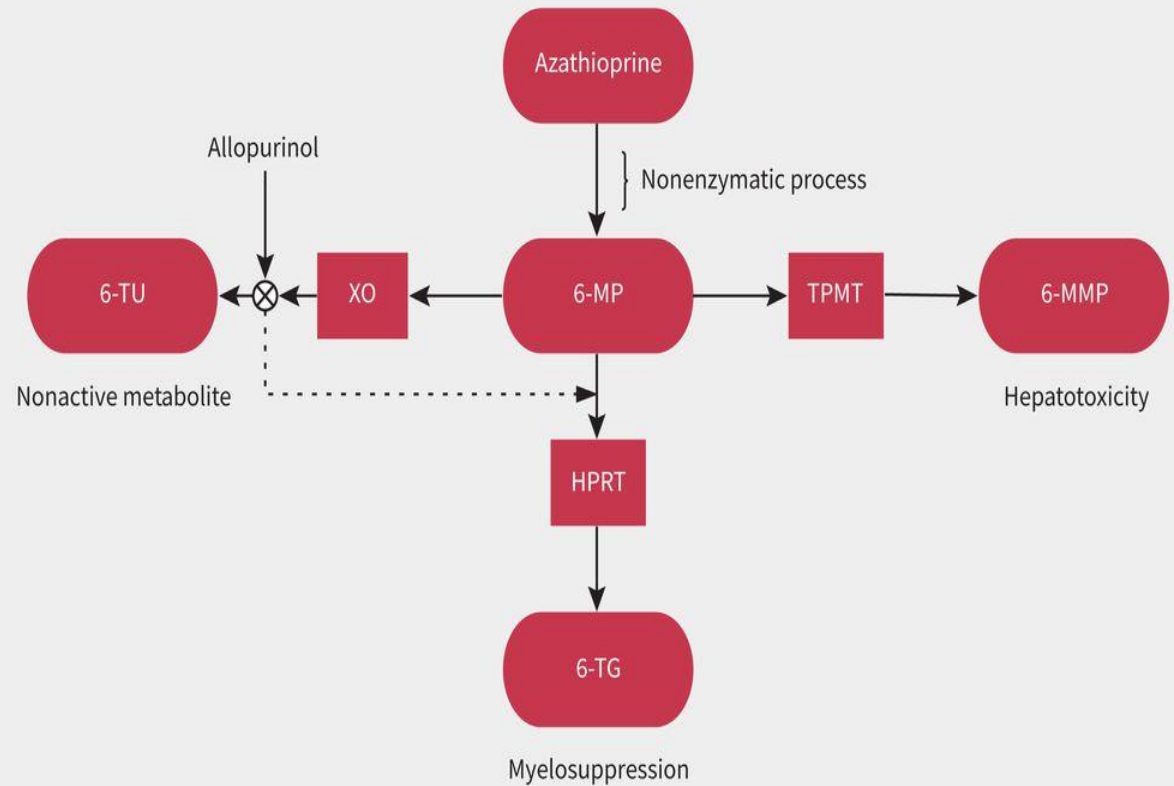 Azathioprine
Allopurinol
Nonenzymatic process
6-TU
XO
6-MP
TPMT
6-MMP
Nonactive metabolite
Hepatotoxicity
HPRT
6-TG
Myelosuppression